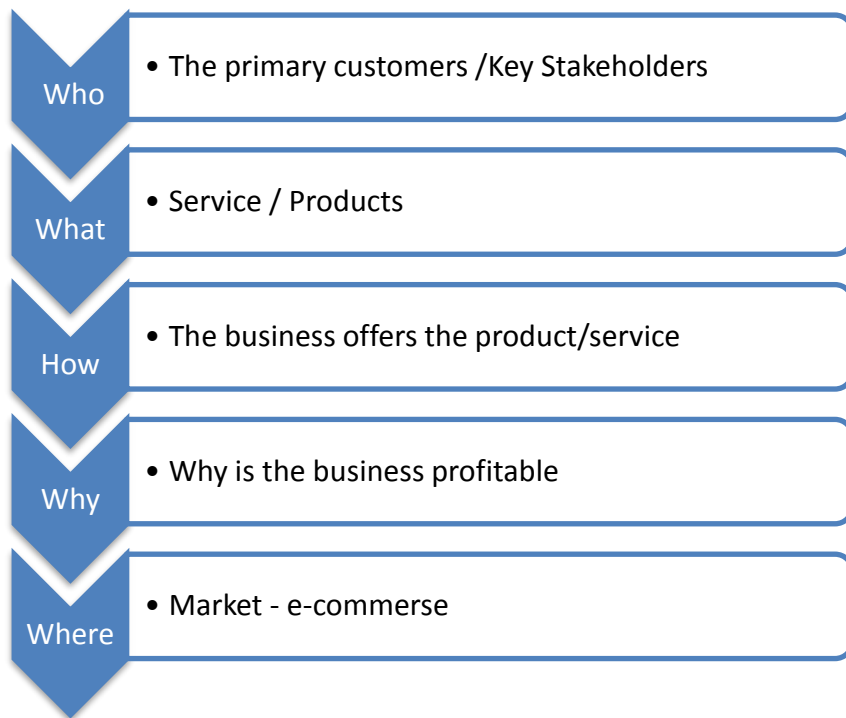 Who
• The primary customers /Key Stakeholders
What
• Service / Products
How
• The business offers the product/service
Why
• Why is the business profitable
Where
• Market - e-commerse